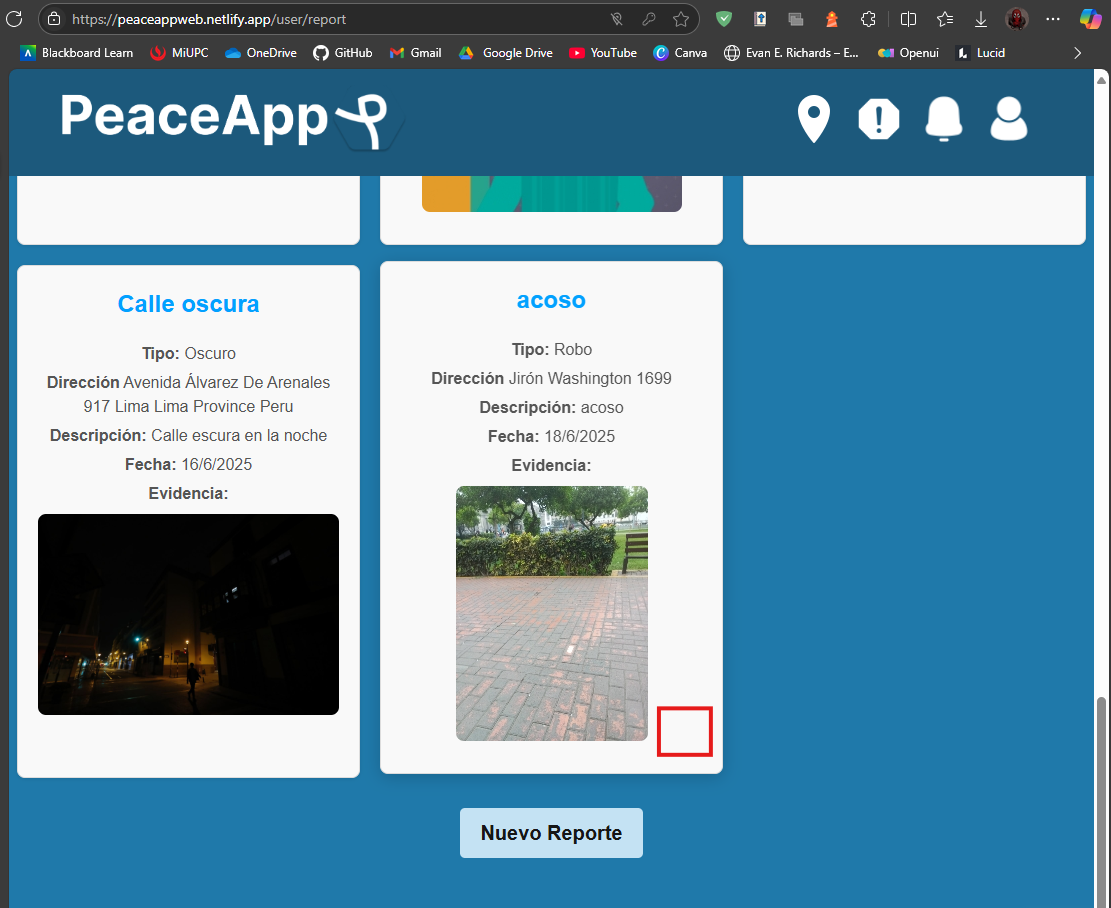 https://peaceappweb.netlify.app/user/report
Blackboard Learn MiUPC OneDrive GitHub Gmail Google Drive YouTube Canva Evan E. Richards – E... Openui Lucid
PeaceApp
Calle oscura
Tipo: Oscuro
Dirección Avenida Álvarez De Arenales
917 Lima Lima Province Peru
Descripción: Calle escura en la noche
Fecha: 16/6/2025
Evidencia:
acoso
Tipo: Robo
Dirección Jirón Washington 1699
Descripción: acoso
Fecha: 18/6/2025
Evidencia:
Nuevo Reporte